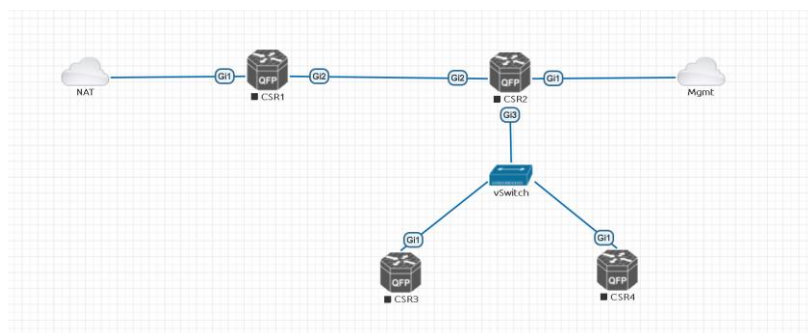 Gi1
QFP
Gi2
Gi2
QFP
Gi1
NAT
CSR1
CSR2
Mgmt
Gi3
vSwitch
Gi1
Gi1
QFP
QFP
CSR3
CSR4